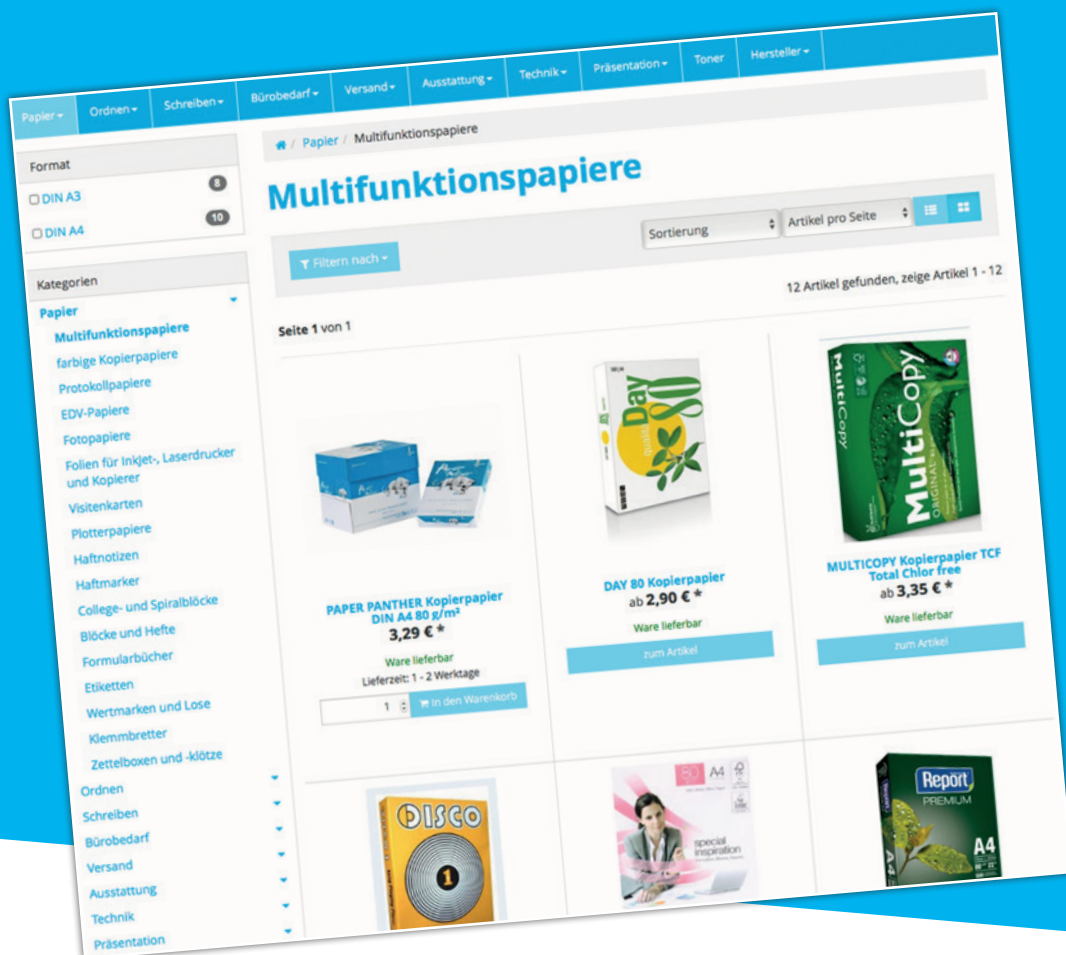 Papier
Ordnen
Schreiben
Bürobedarf
Versand
Ausstattung
Technik
Präsentation
Toner
Hersteller
/ Papier / Multifunktionspapiere
Format
DIN A3
8
DIN A4
10
Kategorien
Papier
Multifunktionspapiere
farbige Kopierpapiere
Protokollpapiere
EDV-Papiere
Fotopapiere
Folien für Inkjet-, Laserdrucker
und Kopierer
Visitenkarten
Plotterpapiere
Haftnotizen
Haftmarker
College- und Spiralblöcke
Blöcke und Hefte
Formularbücher
Etiketten
Wertmarken und Lose
Klemmbretter
Zettelboxen und -klötze
Ordnen
Schreiben
Bürobedarf
Versand
Ausstattung
Technik
Präsentation
Multifunktionspapiere
Filtern nach
Sortierung
Artikel pro Seite
12 Artikel gefunden, zeige Artikel 1 - 12
Seite 1 von 1
PAPER PANTHER Kopierpapier
DIN A4 80 g/m²
3,29 € *
Ware lieferbar
Lieferzeit: 1 - 2 Werktage
1
In den Warenkorb
quality
Day
80
DAY 80 Kopierpapier
ab 2,90 € *
Ware lieferbar
zum Artikel
MultiCopy
MultiCopy
ORIGINAL
MULTICOPY Kopierpapier TCF
Total Chlor free
ab 3,35 € *
Ware lieferbar
zum Artikel
DISCO
1
80
A4
special
inspiration
Report
PREMIUM
A4